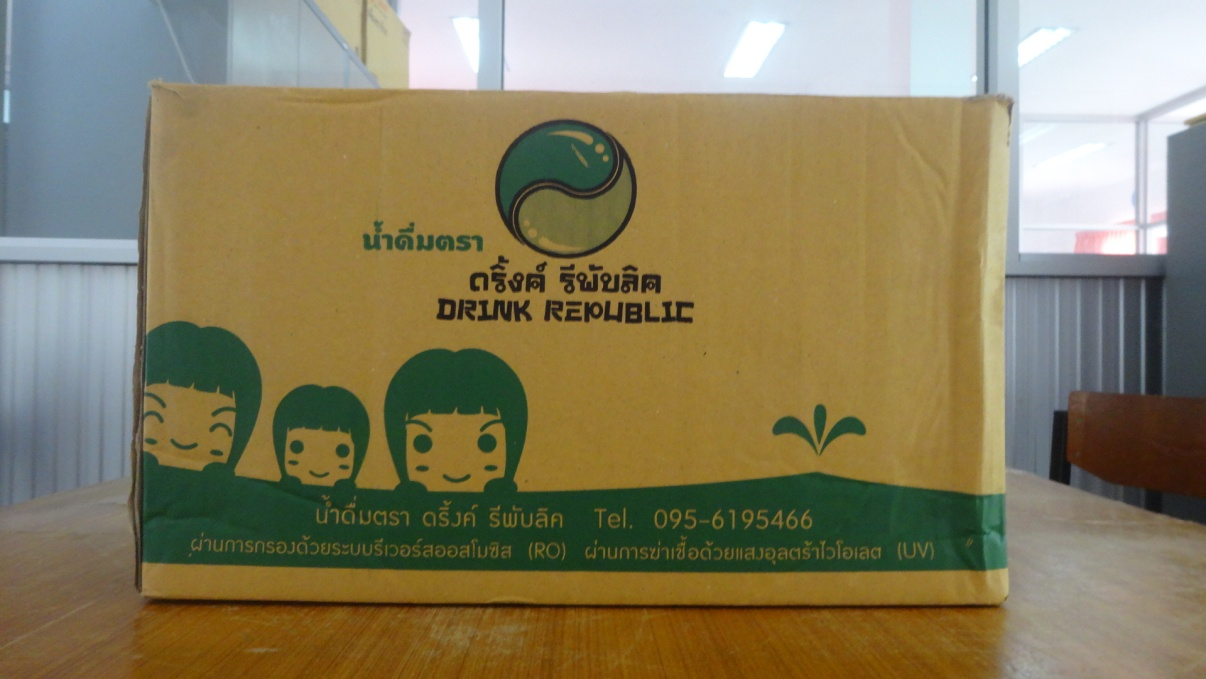 น้ำดื่มตรา
ดริ้งค์ รีพับลิค
DRINK REPUBLIC
น้ำดื่มตรา ดริ้งค์ รีพับลิค Tel. 095-6195466
ผ่านการกรองด้วยระบบรีเวอร์สออสโมซิส (RO) ผ่านการฆ่าเชื้อด้วยแสงอุลตร้าไวโอเลต (UV)